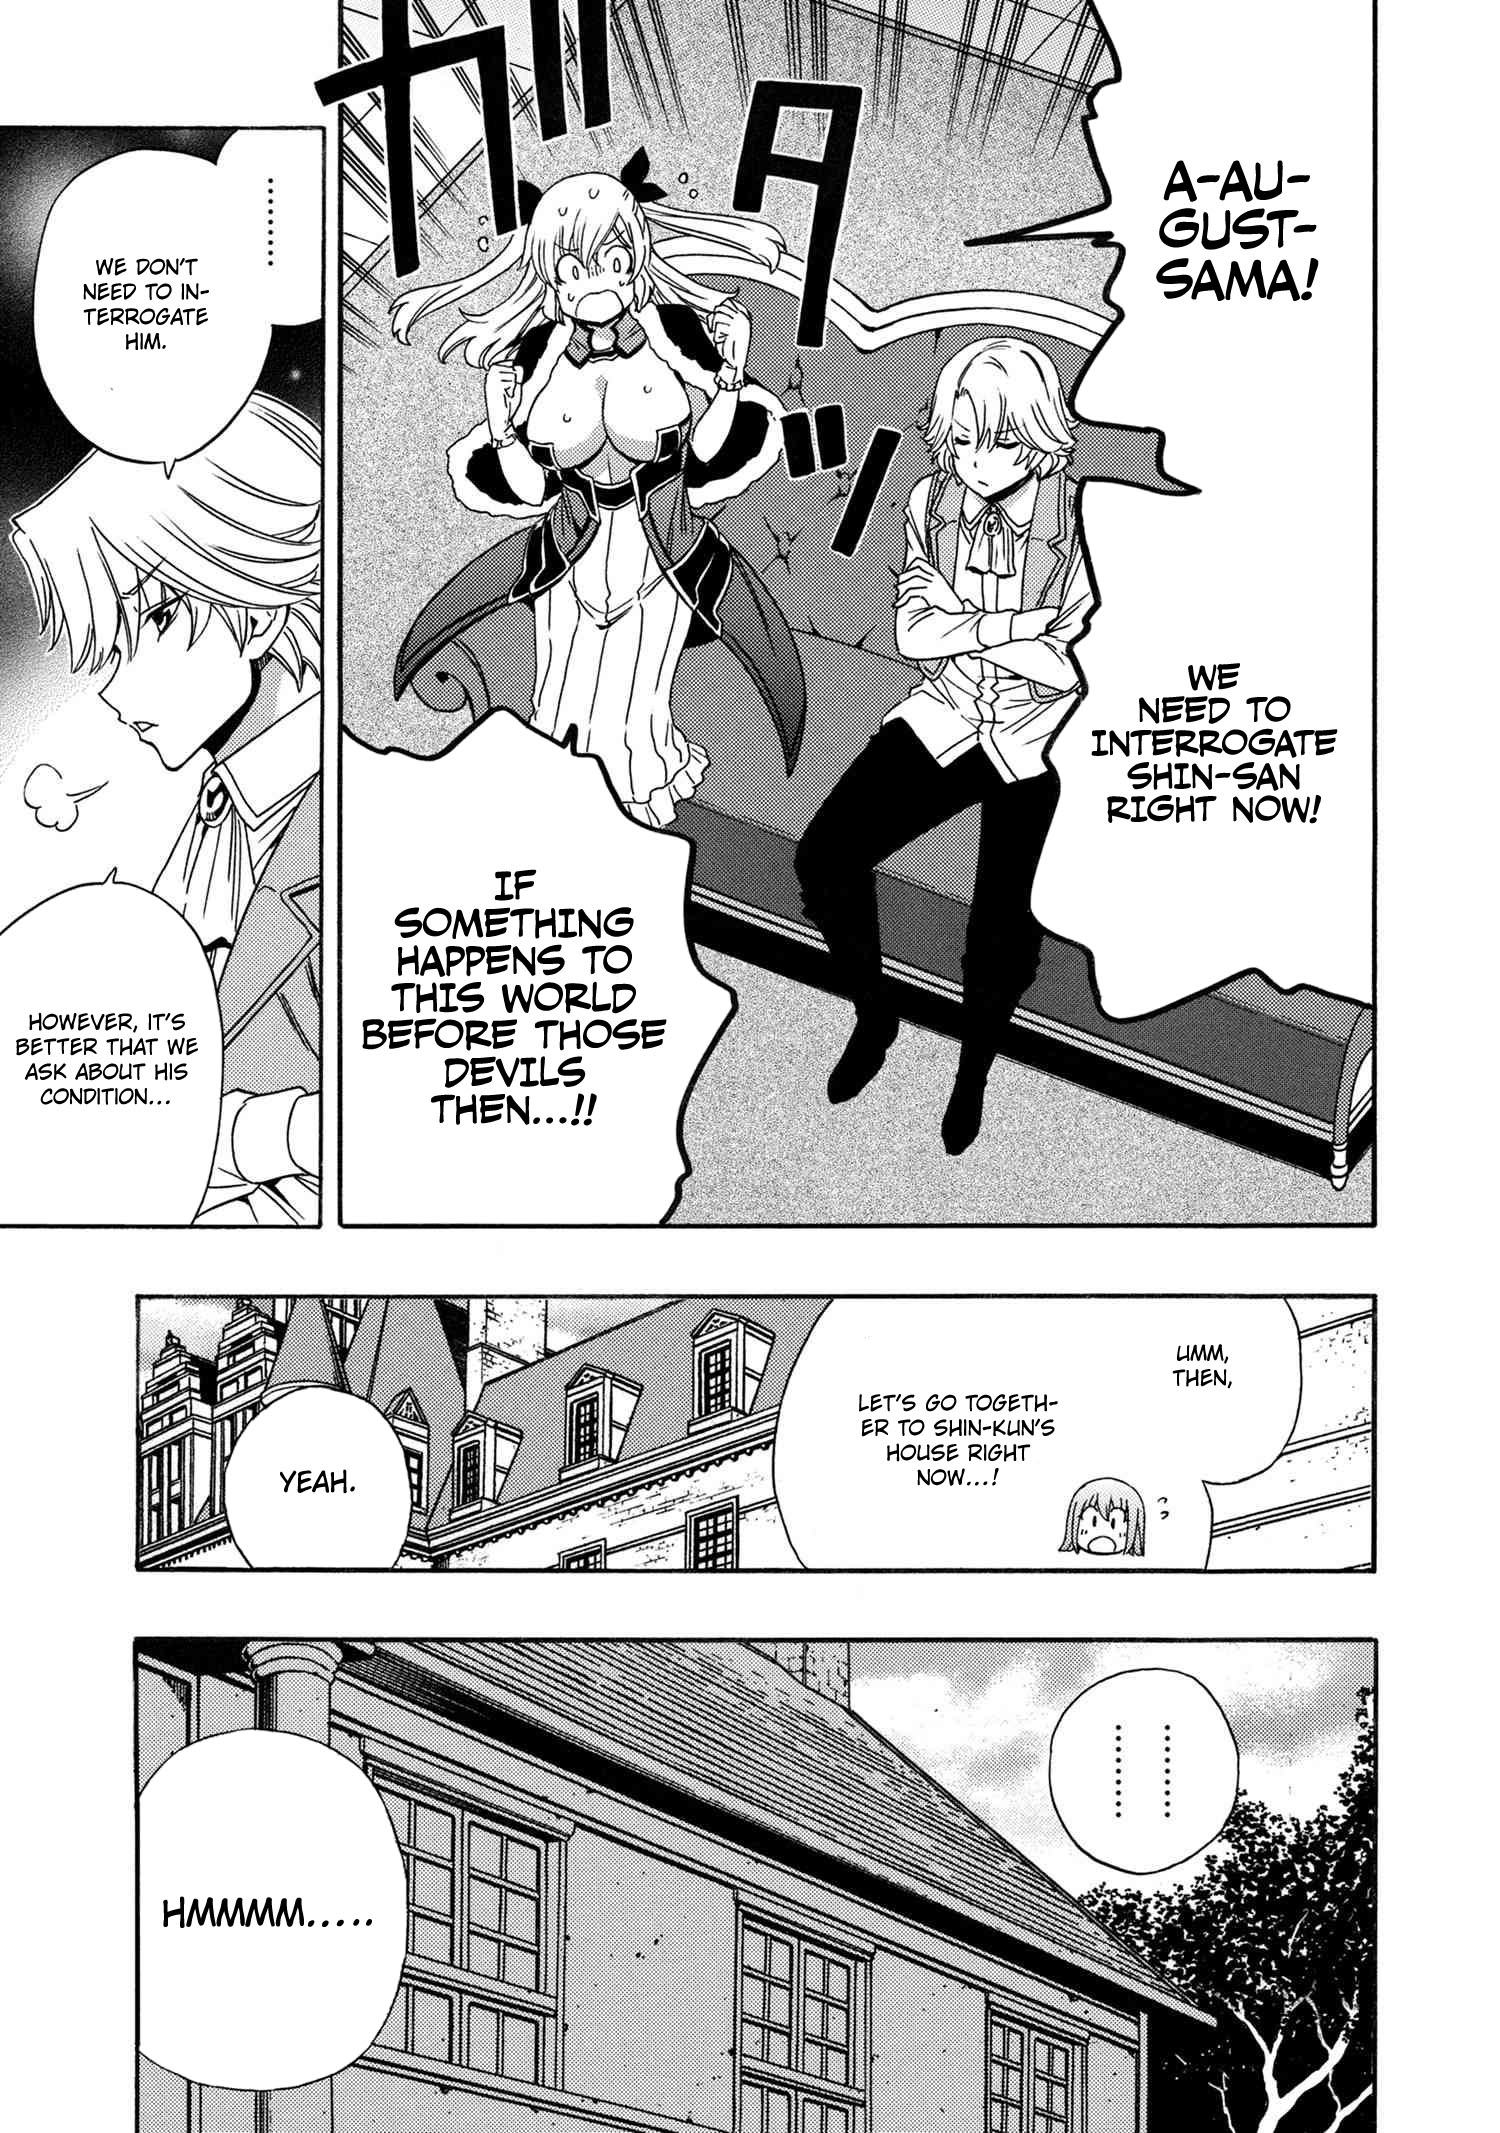 A-AU-
GUST-
SAMA!
WE
NEED TO
INTERROGATE
SHIN-SAN
RIGHT NOW!
ガタッ
IF
SOMETHING
HAPPENS TO
THIS WORLD
BEFORE THOSE
DEVILS
THEN...!!
........
WE DON'T
NEED TO IN-
TERROGATE
HIM.
HOWEVER, IT'S
BETTER THAT WE
ASK ABOUT HIS
CONDITION...
UMM,
THEN,
LET'S GO TOGETH-
ER TO SHIN-KUN'S
HOUSE RIGHT
NOW...!
YEAH.
........
........
HMMMM.....